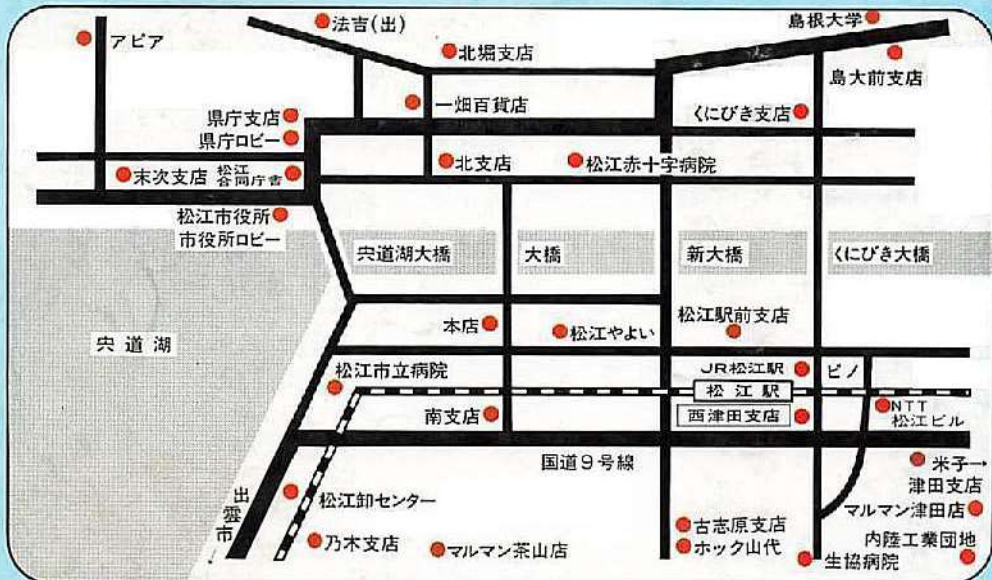 法吉(出)
島根大学
アピア
北堀支店
島大前支店
一畑百貨店
県庁支店
くにびき支店
県庁ロビー
北支店
松江赤十字病院
末次支店
松江
合同庁舎
松江市役所
市役所ロビー
宍道湖大橋
大橋
新大橋
くにびき大橋
宍道湖
本店
松江やよい
松江駅前支店
松江市立病院
JR松江駅
ピノ
松江駅
南支店
西津田支店
NTT
松江ビル
国道9号線
米子→
津田支店
出雲市
松江卸センター
マルマン津田店
古志原支店
乃木支店
マルマン茶山店
ホック山代
内陸工業団地
生協病院